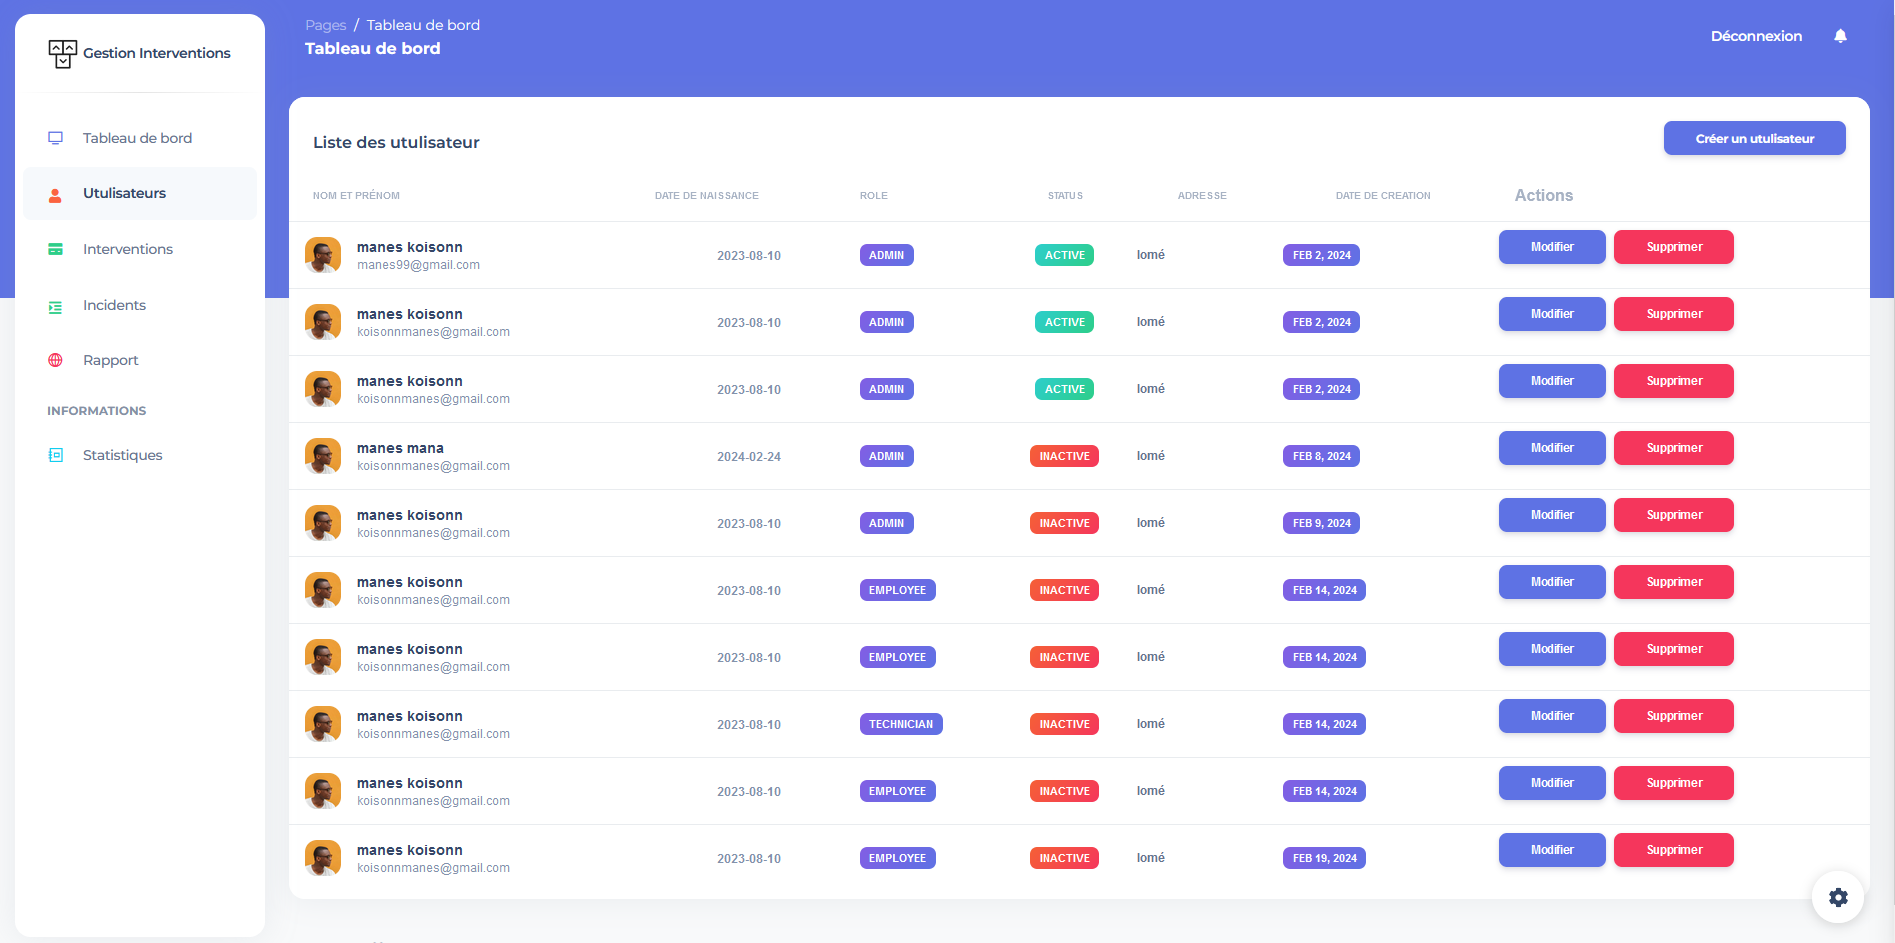 Gestion Interventions
Tableau de bord
Utulisateurs
Interventions
Incidents
Rapport
INFORMATIONS
Statistiques
Pages / Tableau de bord
Tableau de bord
Déconnexion
Liste des utulisateur
Créer un utulisateur
NOM ET PRÉNOM DATE DE NAISSANCE ROLE STATUS ADRESSE DATE DE CREATION Actions
manes koisonn
manes99@gmail.com
2023-08-10 ADMIN ACTIVE lomé FEB 2, 2024 Modifier Supprimer
manes koisonn
koisonnmanes@gmail.com
2023-08-10 ADMIN ACTIVE lomé FEB 2, 2024 Modifier Supprimer
manes koisonn
koisonnmanes@gmail.com
2023-08-10 ADMIN ACTIVE lomé FEB 2, 2024 Modifier Supprimer
manes mana
koisonnmanes@gmail.com
2024-02-24 ADMIN INACTIVE lomé FEB 8, 2024 Modifier Supprimer
manes koisonn
koisonnmanes@gmail.com
2023-08-10 ADMIN INACTIVE lomé FEB 9, 2024 Modifier Supprimer
manes koisonn
koisonnmanes@gmail.com
2023-08-10 EMPLOYEE INACTIVE lomé FEB 14, 2024 Modifier Supprimer
manes koisonn
koisonnmanes@gmail.com
2023-08-10 EMPLOYEE INACTIVE lomé FEB 14, 2024 Modifier Supprimer
manes koisonn
koisonnmanes@gmail.com
2023-08-10 TECHNICIAN INACTIVE lomé FEB 14, 2024 Modifier Supprimer
manes koisonn
koisonnmanes@gmail.com
2023-08-10 EMPLOYEE INACTIVE lomé FEB 14, 2024 Modifier Supprimer
manes koisonn
koisonnmanes@gmail.com
2023-08-10 EMPLOYEE INACTIVE lomé FEB 19, 2024 Modifier Supprimer